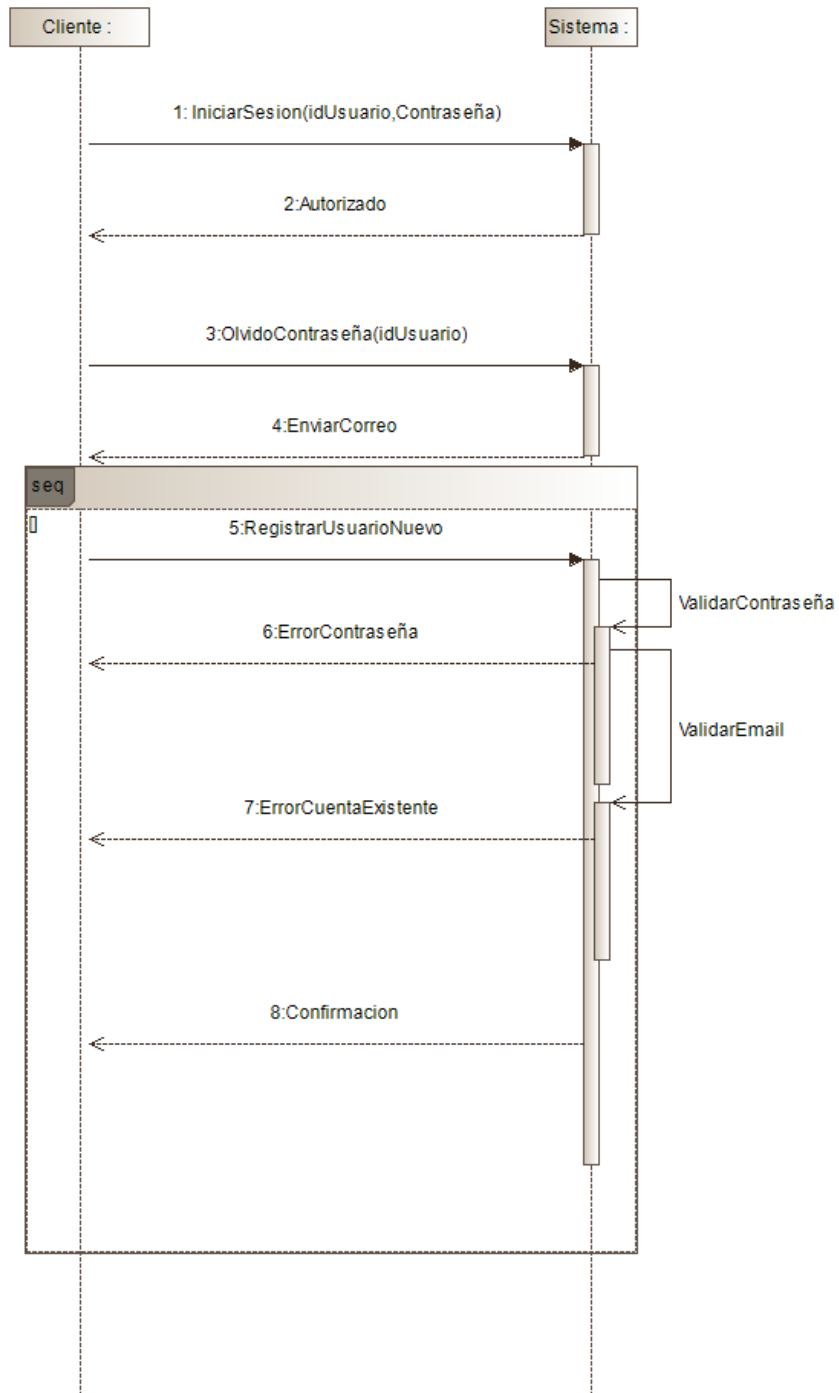 Cliente :
Sistema :
1: IniciarSesion(idUsuario,Contraseña)
2:Autorizado
3:OlvidoContraseña(idUsuario)
4:EnviarCorreo
seq
[]
5:RegistrarUsuarioNuevo
ValidarContraseña
6:ErrorContraseña
ValidarEmail
7:ErrorCuentaExistente
8:Confirmacion